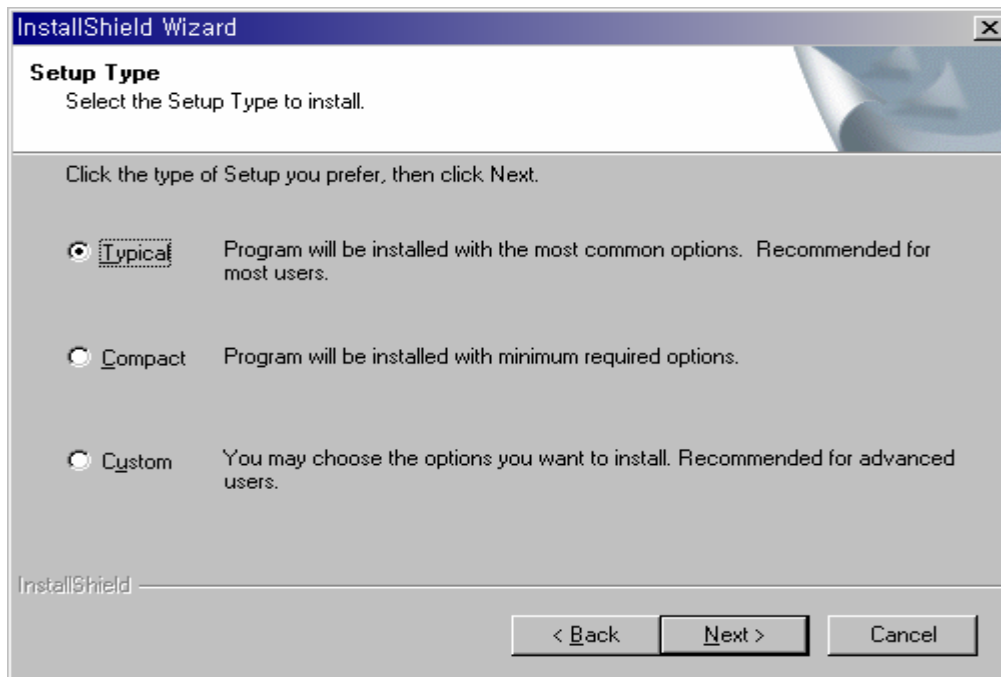 InstallShield Wizard
Setup Type
Select the Setup Type to install.
Click the type of Setup you prefer, then click Next.
Typical
Program will be installed with the most common options.  Recommended for
most users.
Compact
Program will be installed with minimum required options.
Custom
You may choose the options you want to install. Recommended for advanced
users.
InstallShield
< Back
Next >
Cancel